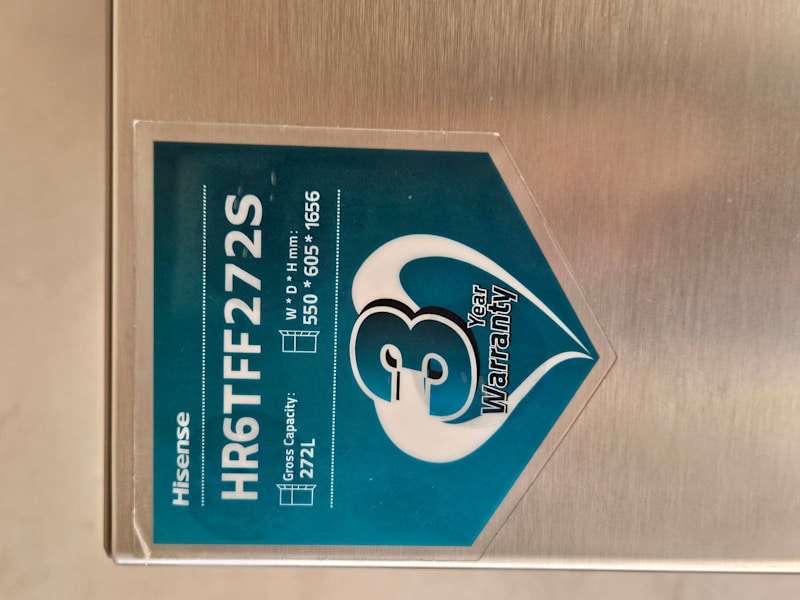 Hisense
HR6TFF272S
Gross Capacity:
272L
W * D * H mm:
550 * 605 * 1656
3
Year
Warranty